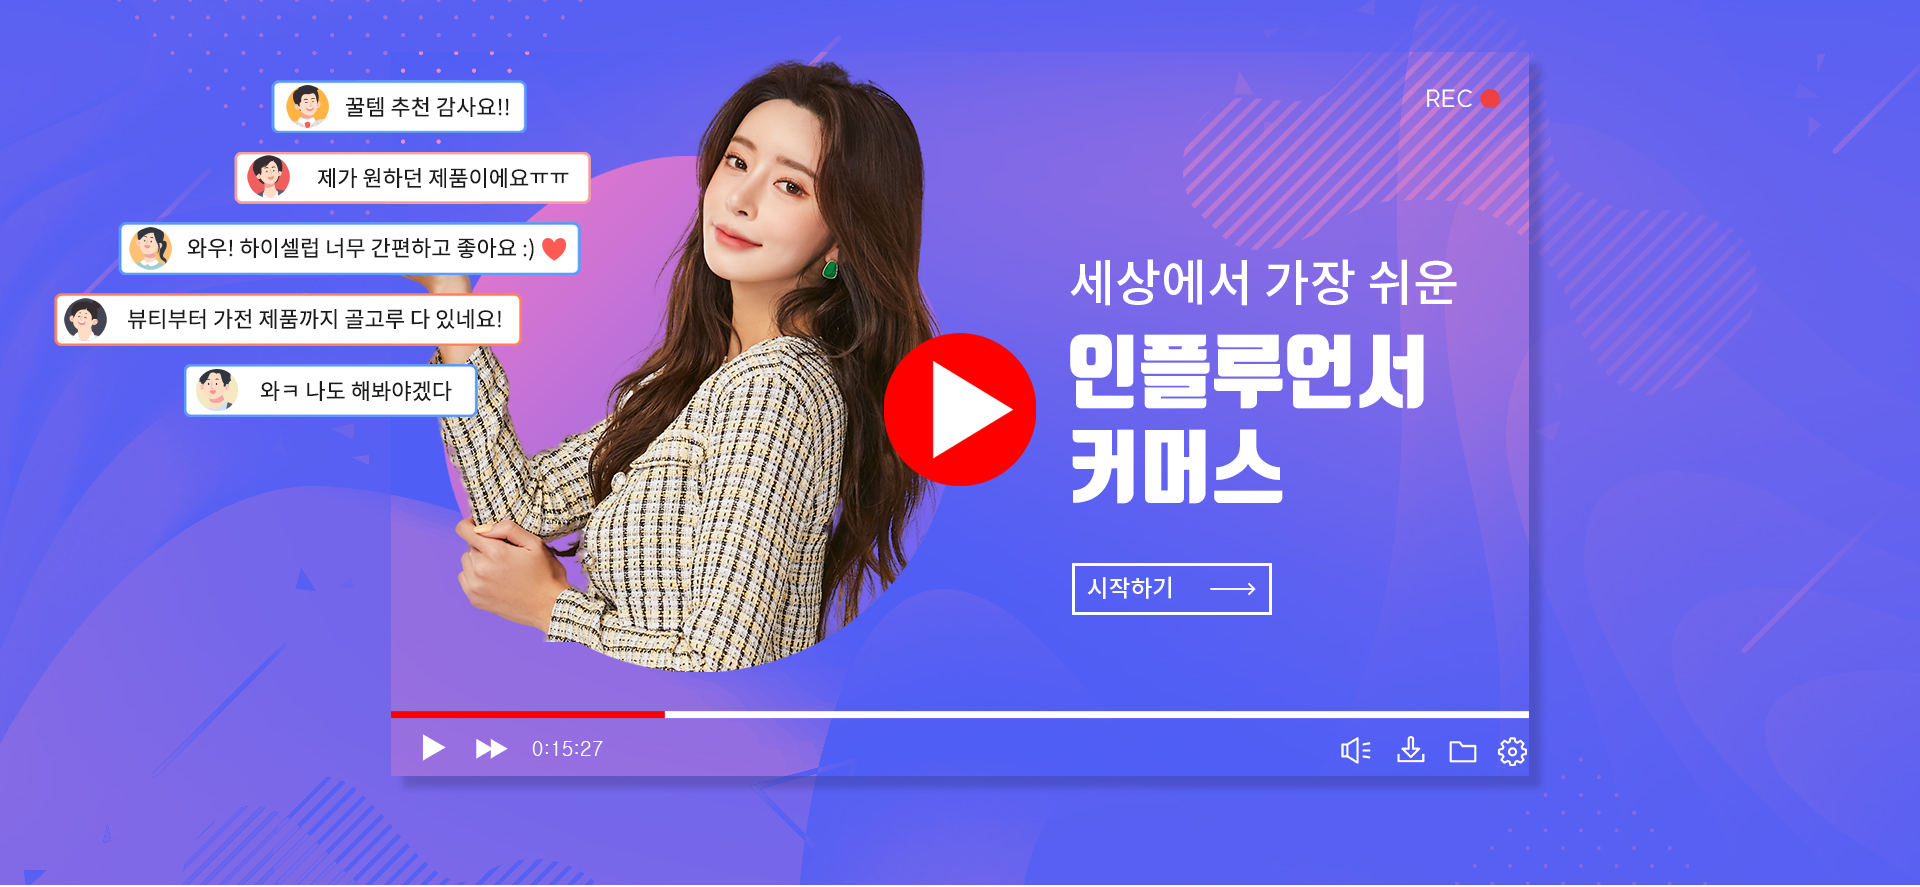 꿀템 추천 감사요!!
제가 원하던 제품이에요ㅠㅠ
와우! 하이셀럽 너무 간편하고 좋아요 :)
뷰티부터 가전 제품까지 골고루 다 있네요!
와ㅋ 나도 해봐야겠다
REC
세상에서 가장 쉬운
인플루언서
커머스
시작하기
0:15:27